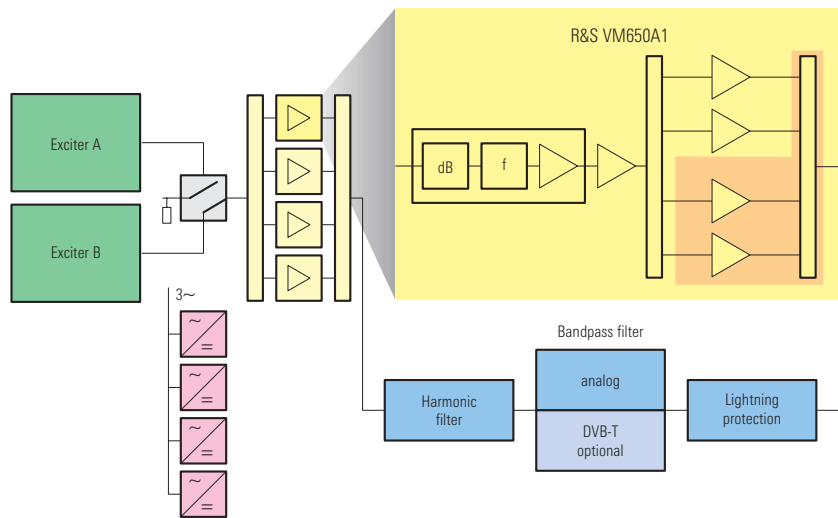 R&S VM650A1
Exciter A
dB
f
Exciter B
3~
~
=
~
=
~
=
~
=
Bandpass filter
analog
Harmonic
filter
Lightning
protection
DVB-T
optional